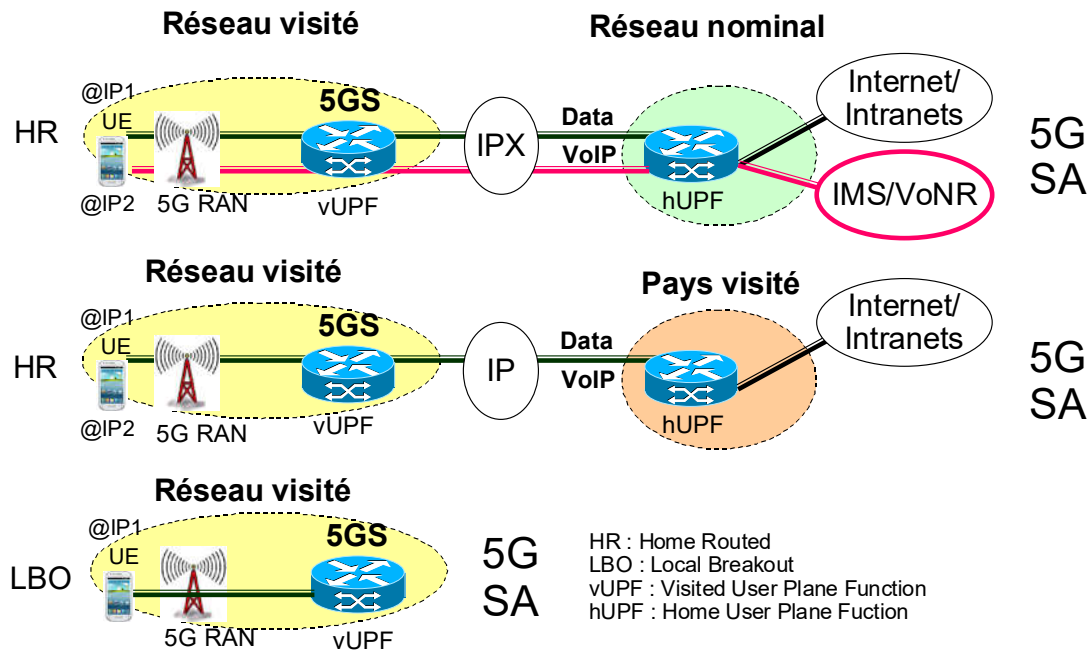 Réseau visité
Réseau nominal
@IP1
UE
HR
@IP2
5G RAN
5GS
vUPF
IPX
Data
VoIP
hUPF
Internet/
Intranets
IMS/VoNR
5G
SA
Réseau visité
Pays visité
@IP1
UE
HR
@IP2
5G RAN
5GS
vUPF
IP
Data
VoIP
hUPF
Internet/
Intranets
5G
SA
Réseau visité
@IP1
UE
LBO
5G RAN
5GS
vUPF
5G
SA
HR : Home Routed
LBO : Local Breakout
vUPF : Visited User Plane Function
hUPF : Home User Plane Fuction